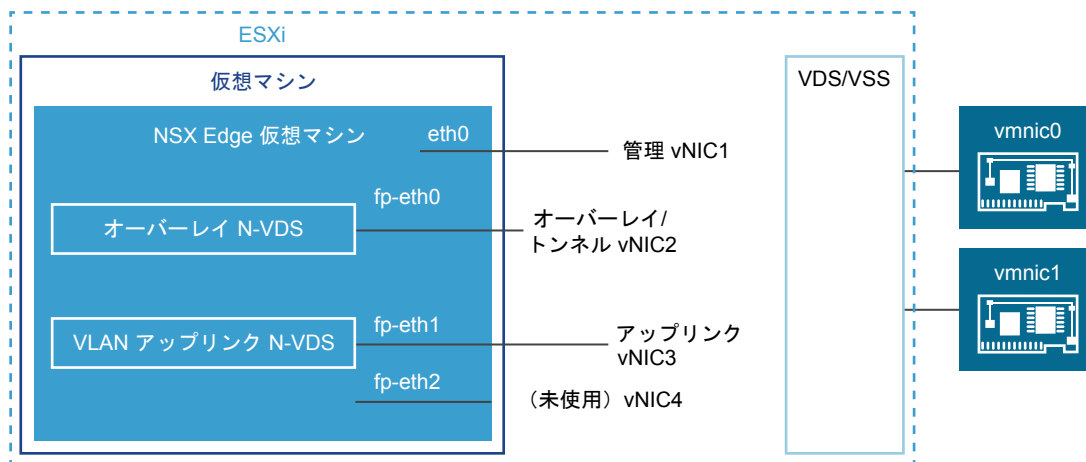 ESXi
仮想マシン
VDS/VSS
NSX Edge 仮想マシン
eth0
管理 vNIC1
vmnic0
fp-eth0
オーバーレイ N-VDS
オーバーレイ/
トンネル vNIC2
vmnic1
fp-eth1
VLAN アップリンク N-VDS
アップリンク
vNIC3
fp-eth2
（未使用）vNIC4